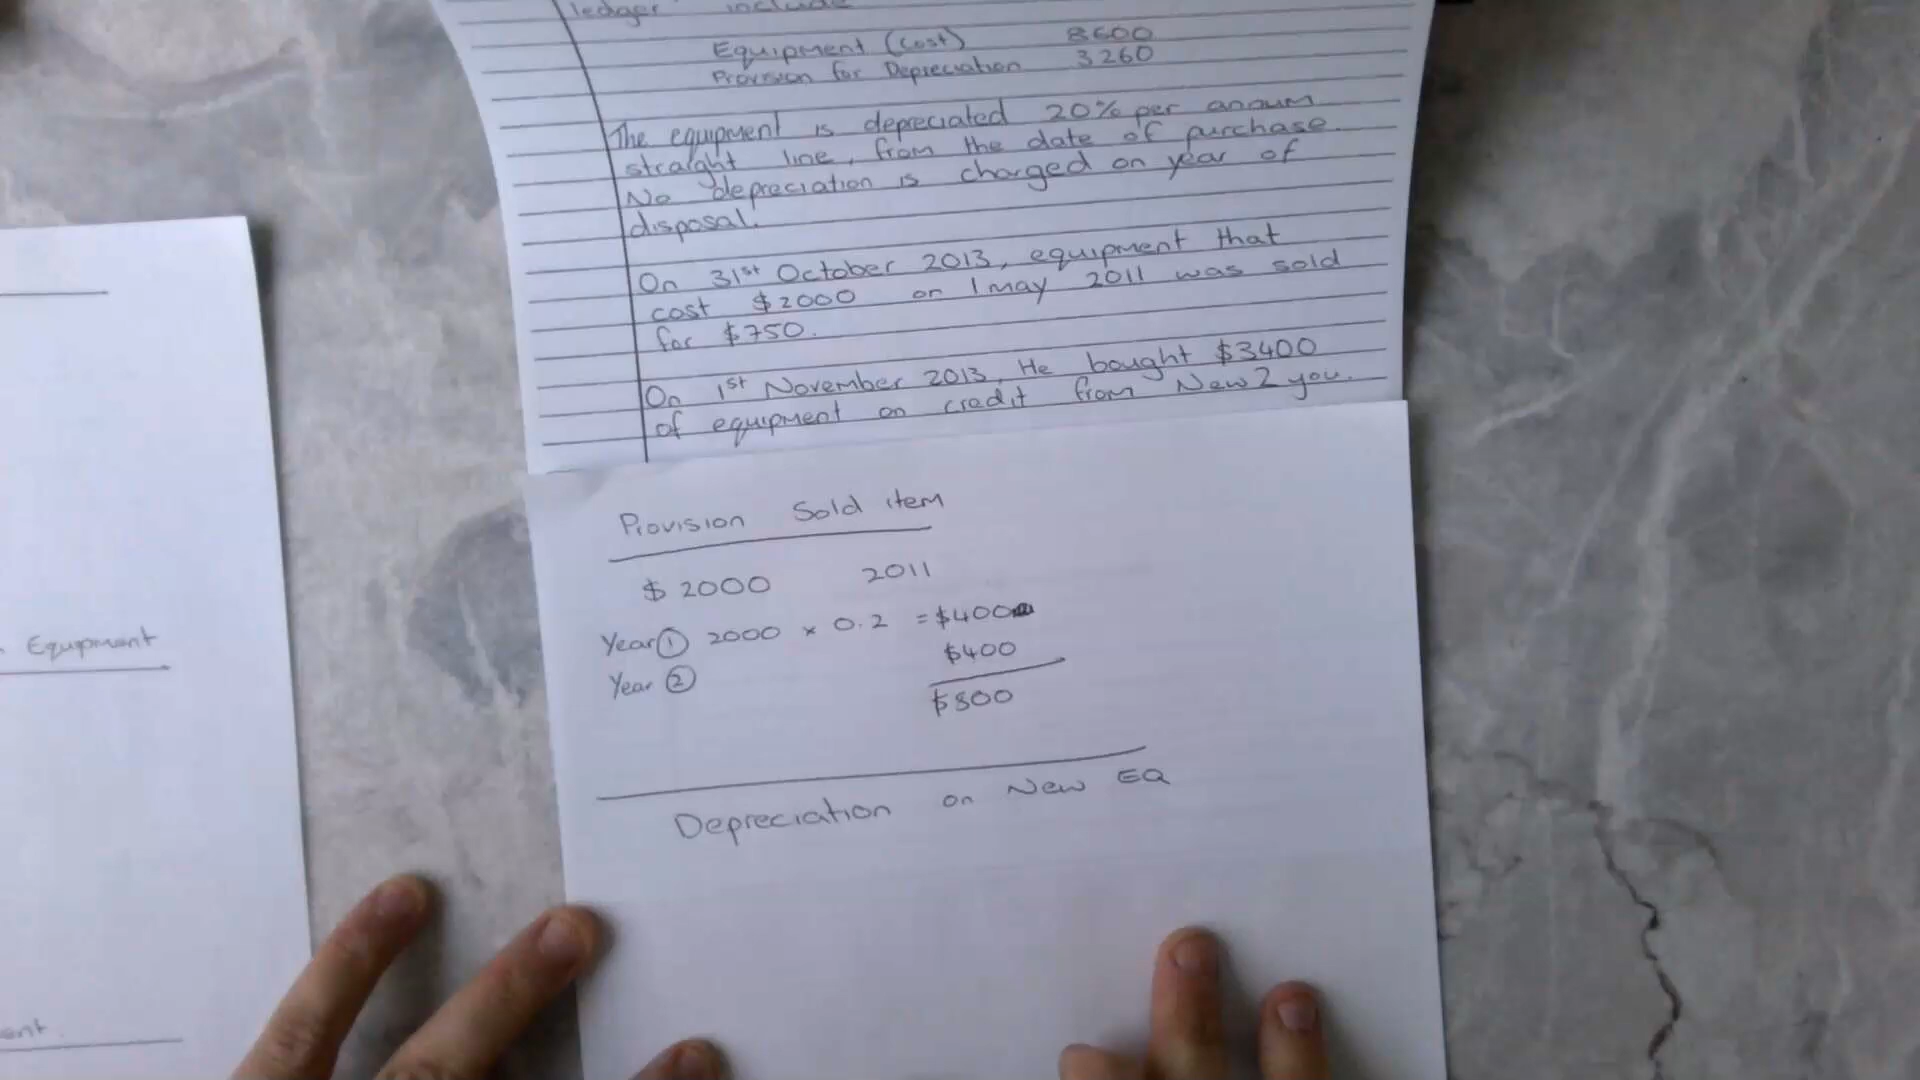 ledger include
Equipment (cost) 8600
Provision for Depreciation 3260
The equipment is depreciated 20% per annum
straight line, from the date of purchase.
No depreciation is charged on year of
disposal.
On 31st October 2013, equipment that
cost $2000 on 1 may 2011 was sold
for $750.
On 1st November 2013, He bought $3400
of equipment on credit from New 2 you.
Provision Sold item
$2000 2011
Year ① 2000 × 0.2 = $400
$400
Year ②
$800
Depreciation on New EQ
Equipment